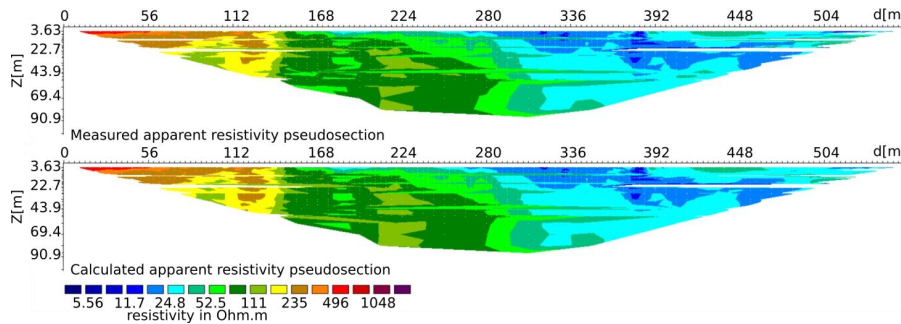 0 56 112 168 224 280 336 392 448 504 d[m
3.63
22.7
43.9
69.4
90.9
Z[m]
Measured apparent resistivity pseudosection
0 56 112 168 224 280 336 392 448 504 d[m
3.63
22.7
43.9
69.4
90.9
Z[m]
Calculated apparent resistivity pseudosection
5.56 11.7 24.8 52.5 111 235 496 1048
resistivity in Ohm.m